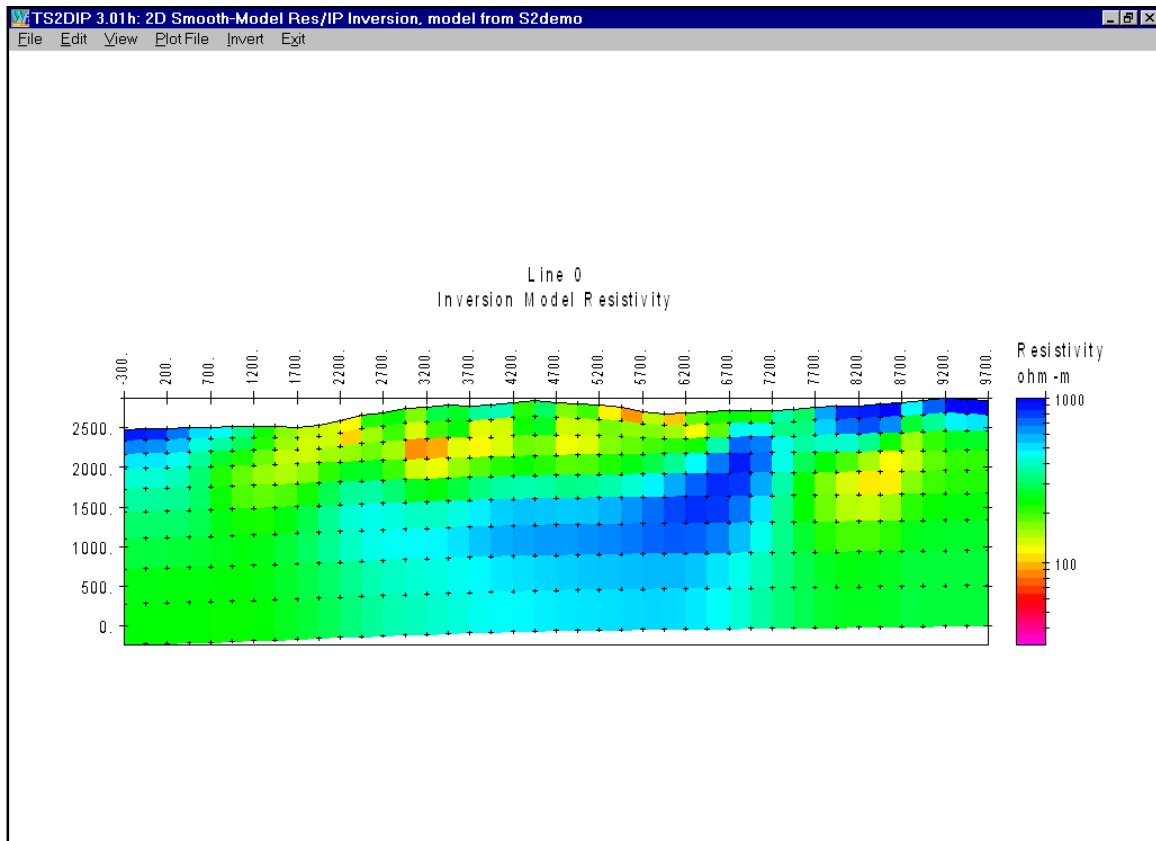 TS2DIP 3.01h: 2D Smooth-Model Res/IP Inversion, model from S2demo
File Edit View Plot File Invert Exit
Line 0
Inversion Model Resistivity
-300. 200. 700. 1200. 1700. 2200. 2700. 3200. 3700. 4200. 4700. 5200. 5700. 6200. 6700. 7200. 7700. 8200. 8700. 9200. 9700.
Resistivity
ohm-m
1000
100
2500.
2000.
1500.
1000.
500.
0.